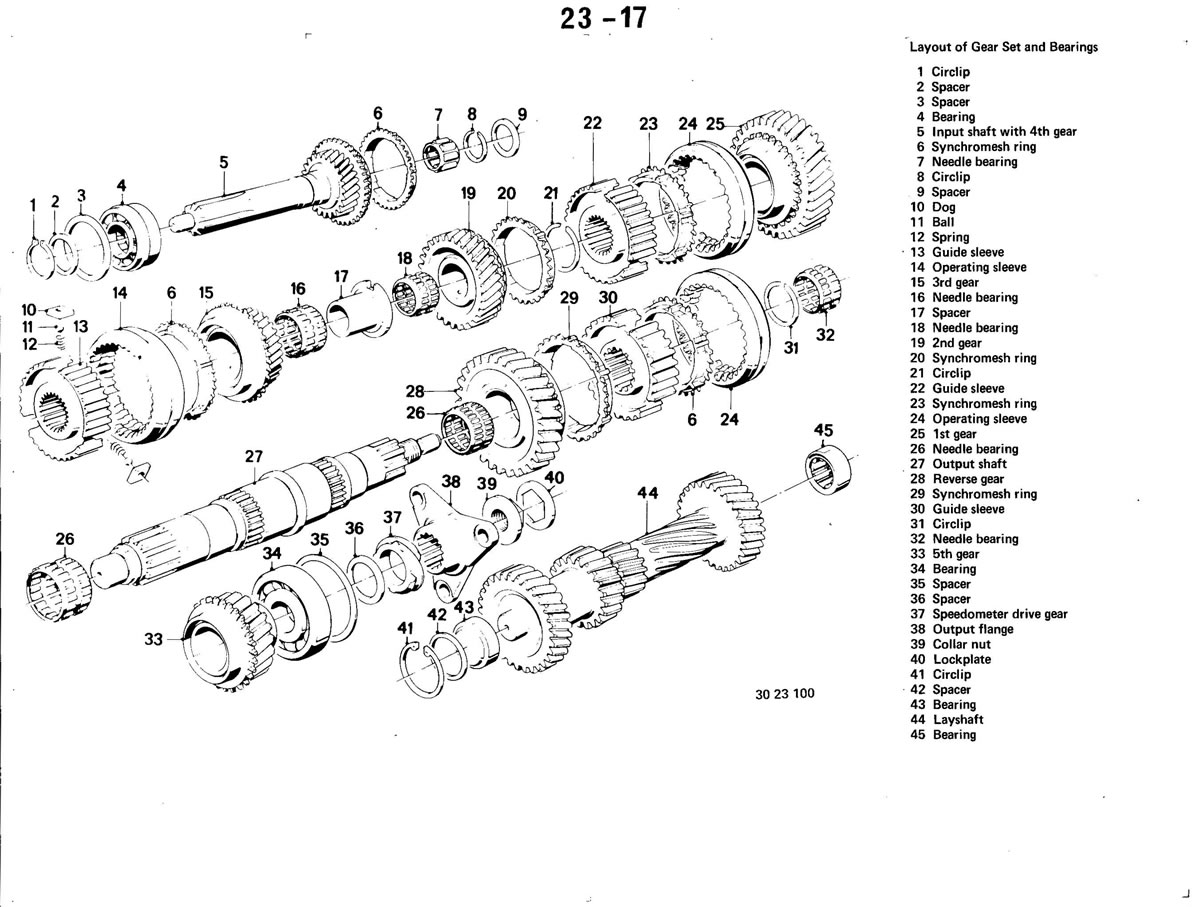 23-17
Layout of Gear Set and Bearings
1 Circlip
2 Spacer
3 Spacer
4 Bearing
5 Input shaft with 4th gear
6 Synchromesh ring
7 Needle bearing
8 Circlip
9 Spacer
10 Dog
11 Ball
12 Spring
13 Guide sleeve
14 Operating sleeve
15 3rd gear
16 Needle bearing
17 Spacer
18 Needle bearing
19 2nd gear
20 Synchromesh ring
21 Circlip
22 Guide sleeve
23 Synchromesh ring
24 Operating sleeve
25 1st gear
26 Needle bearing
27 Output shaft
28 Reverse gear
29 Synchromesh ring
30 Guide sleeve
31 Circlip
32 Needle bearing
33 5th gear
34 Bearing
35 Spacer
36 Spacer
37 Speedometer drive gear
38 Output flange
39 Collar nut
40 Lockplate
41 Circlip
42 Spacer
43 Bearing
44 Layshaft
45 Bearing
1 2 3 4 5 6 7 8 9
22 23 24 25
19 20 21
18
10 14 6 15 16 17
11 13
12
29 30 31 32
28
26 6 24
45
27 38 39 40 44
26 34 35 36 37
33 41 42 43
30 23 100